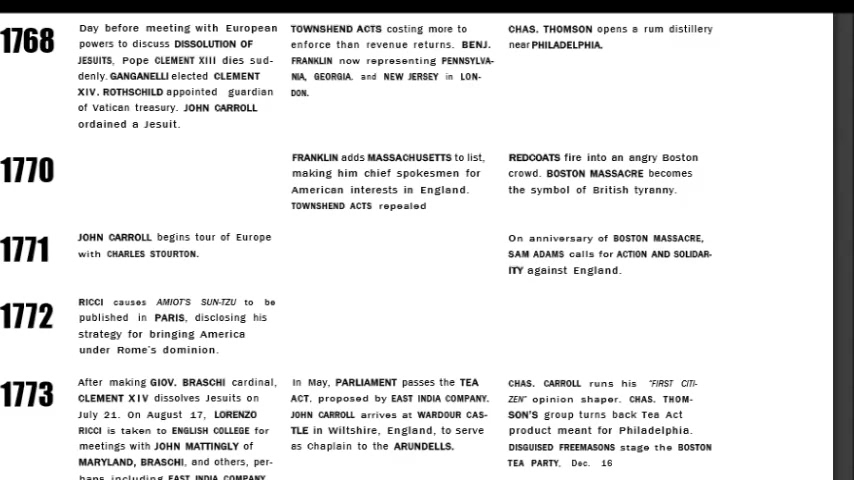 1768
Day before meeting with European
powers to discuss DISSOLUTION OF
JESUITS, Pope CLEMENT XIII dies sud-
denly. GANGANELLI elected CLEMENT
XIV. ROTHSCHILD appointed guardian
of Vatican treasury. JOHN CARROLL
ordained a Jesuit.
TOWNSHEND ACTS costing more to
enforce than revenue returns. BENJ.
FRANKLIN now representing PENNSYLVA-
NIA, GEORGIA. and NEW JERSEY in LON-
DON.
CHAS. THOMSON opens a rum distillery
near PHILADELPHIA.
1770
FRANKLIN adds MASSACHUSETTS to list,
making him chief spokesmen for
American interests in England.
TOWNSHEND ACTS repealed
REDCOATS fire into an angry Boston
crowd. BOSTON MASSACRE becomes
the symbol of British tyranny.
1771
JOHN CARROLL begins tour of Europe
with CHARLES STOURTON.
On anniversary of BOSTON MASSACRE,
SAM ADAMS calls for ACTION AND SOLIDAR-
ITY against England.
1772
RICCI causes AMIOT'S SUN-TZU to be
published in PARIS, disclosing his
strategy for bringing America
under Rome's dominion.
1773
After making GIOV. BRASCHI cardinal,
CLEMENT XIV dissolves Jesuits on
July 21. On August 17, LORENZO
RICCI is taken to ENGLISH COLLEGE for
meetings with JOHN MATTINGLY of
MARYLAND, BRASCHI, and others, per-
haps including EAST INDIA COMPANY
In May, PARLIAMENT passes the TEA
ACT, proposed by EAST INDIA COMPANY.
JOHN CARROLL arrives at WARDOUR CAS-
TLE in Wiltshire, England, to serve
as Chaplain to the ARUNDELLS.
CHAS. CARROLL runs his "FIRST CITI-
ZEN" opinion shaper. CHAS. THOM-
SON'S group turns back Tea Act
product meant for Philadelphia.
DISGUISED FREEMASONS stage the BOSTON
TEA PARTY, Dec. 16